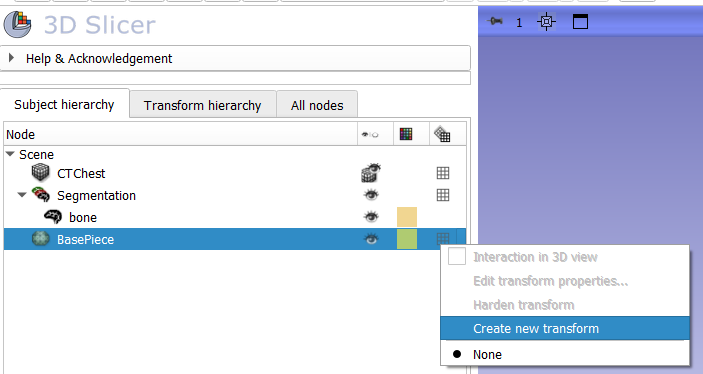 3D Slicer
1
Help & Acknowledgement
Subject hierarchy
Transform hierarchy
All nodes
Node
Scene
CTChest
Segmentation
bone
BasePiece
Interaction in 3D view
Edit transform properties...
Harden transform
Create new transform
None